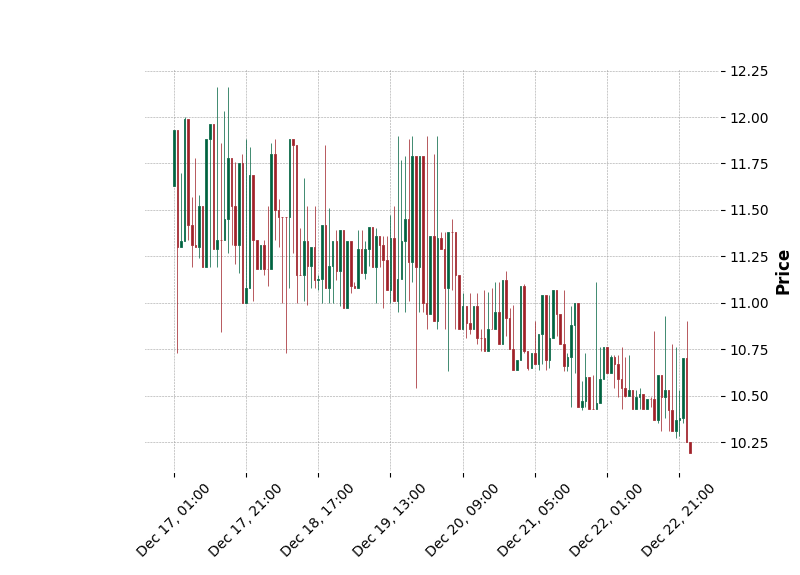 12.25
12.00
11.75
11.50
11.25
11.00
10.75
10.50
10.25
Price
Dec 17, 01:00
Dec 17, 21:00
Dec 18, 17:00
Dec 19, 13:00
Dec 20, 09:00
Dec 21, 05:00
Dec 22, 01:00
Dec 22, 21:00